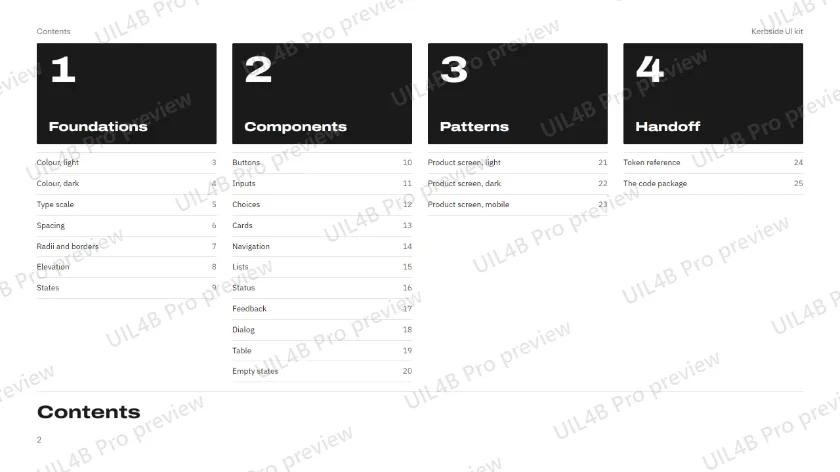 Contents
Kerbside UI kit
1
Foundations
Colour, light 3
Colour, dark 4
Type scale 5
Spacing 6
Radii and borders 7
Elevation 8
States 9
2
Components
Buttons 10
Inputs 11
Choices 12
Cards 13
Navigation 14
Lists 15
Status 16
Feedback 17
Dialog 18
Table 19
Empty states 20
3
Patterns
Product screen, light 21
Product screen, dark 22
Product screen, mobile 23
4
Handoff
Token reference 24
The code package 25
Contents
2
UIL4B Pro preview